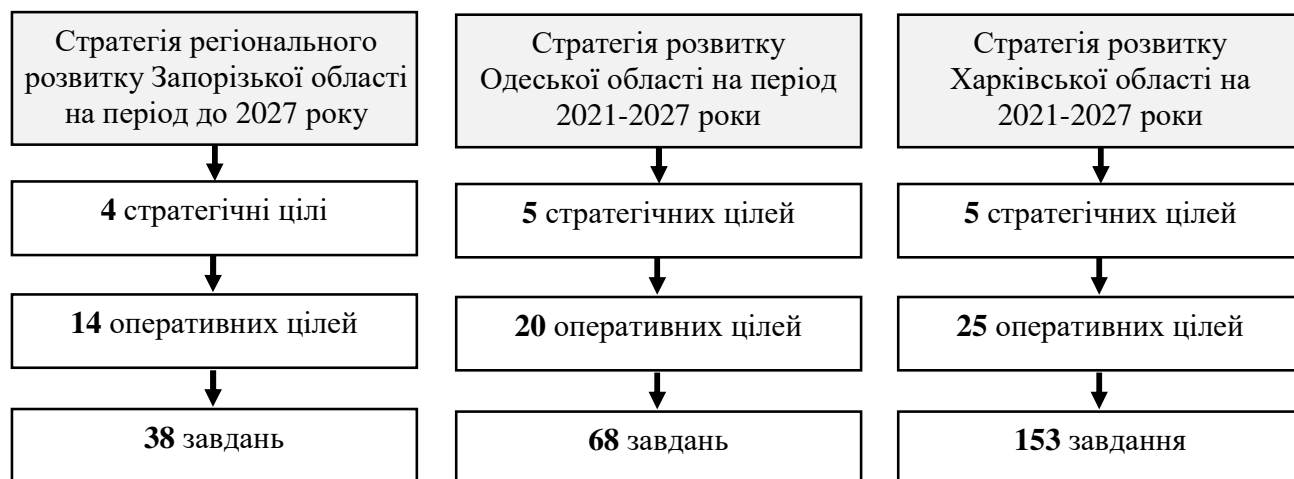 Стратегія регіонального
розвитку Запорізької області
на період до 2027 року
4 стратегічні цілі
14 оперативних цілей
38 завдань
Стратегія розвитку
Одеської області на період
2021-2027 роки
5 стратегічних цілей
20 оперативних цілей
68 завдань
Стратегія розвитку
Харківської області на
2021-2027 роки
5 стратегічних цілей
25 оперативних цілей
153 завдання